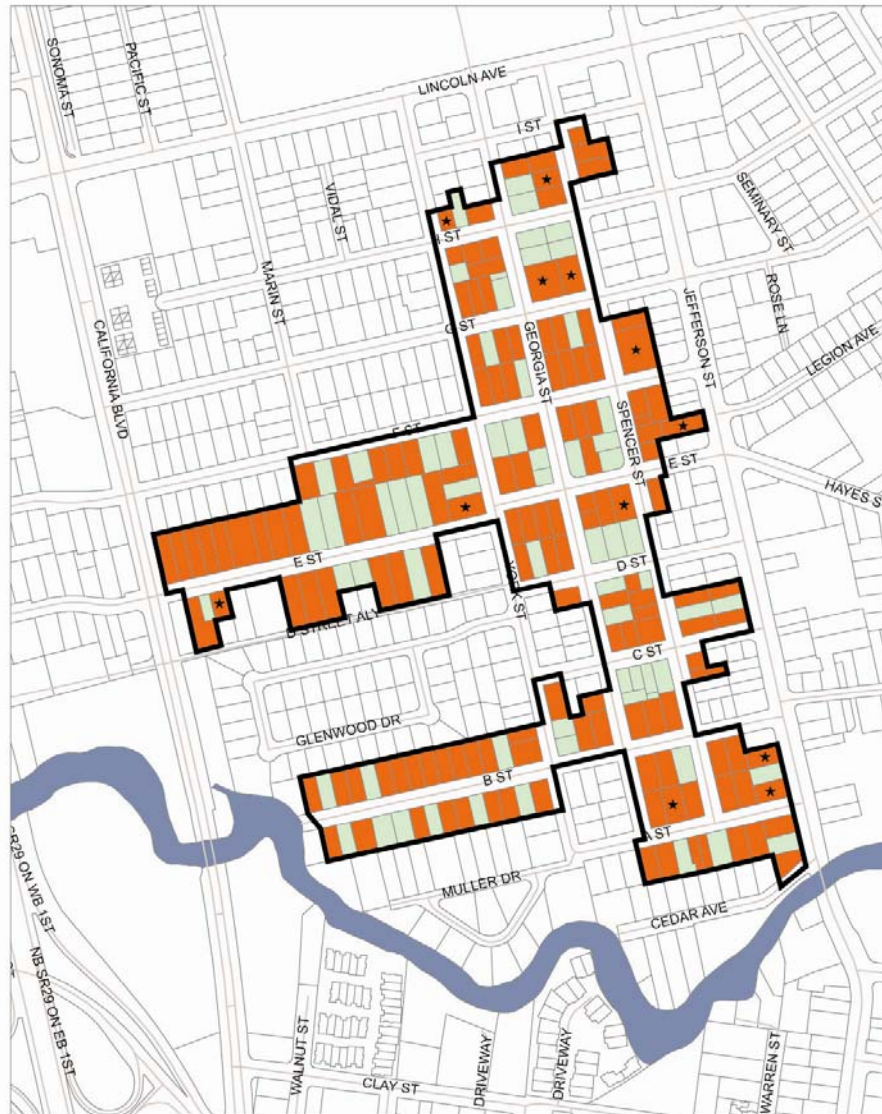 SONOMA ST
PACIFIC ST
LINCOLN AVE
I ST
VIDAL ST
SEMINARY ST
ST
MARIN ST
ROSE LN
JEFFERSON ST
CALIFORNIA BLVD
G ST
GEORGIA ST
LEGION AVE
SPENCER ST
F ST
E ST
HAYES S
E ST
D ST
YORK ST
D STREET ALY
C ST
GLENWOOD DR
B ST
A ST
MULLER DR
CEDAR AVE
SR29 ON WB 1ST
NB SR29 ON EB 1ST
WALNUT ST
DRIVEWAY
DRIVEWAY
WARREN ST
CLAY ST